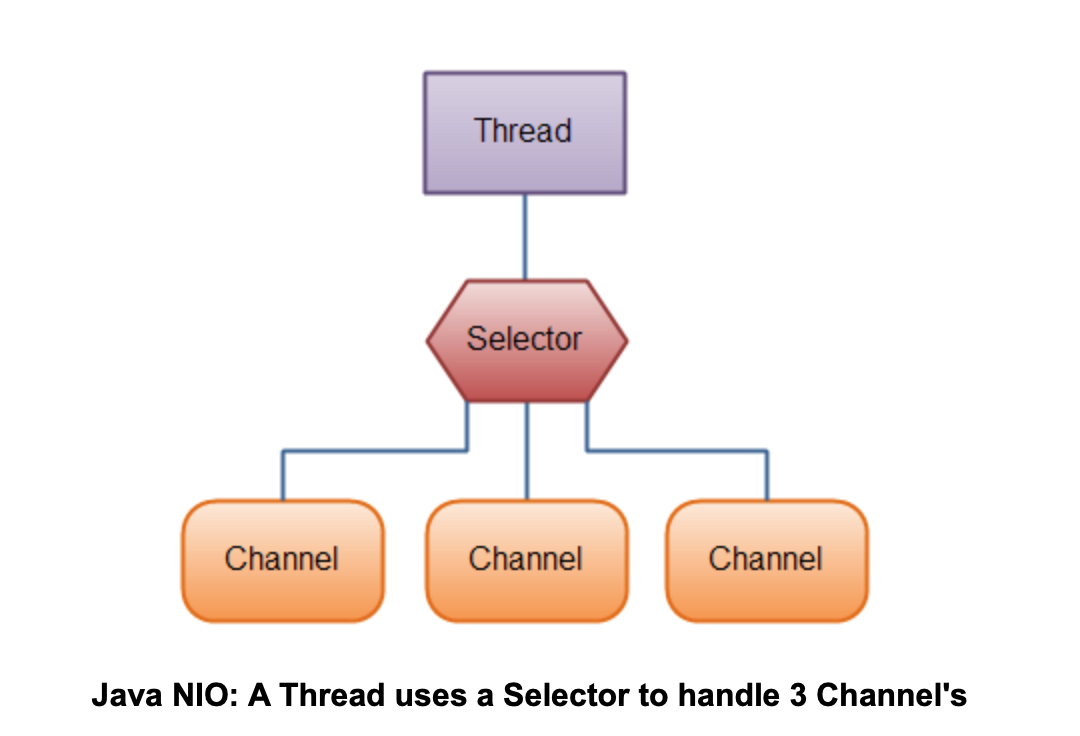 Thread
Selector
Channel
Channel
Channel
Java NIO: A Thread uses a Selector to handle 3 Channel's